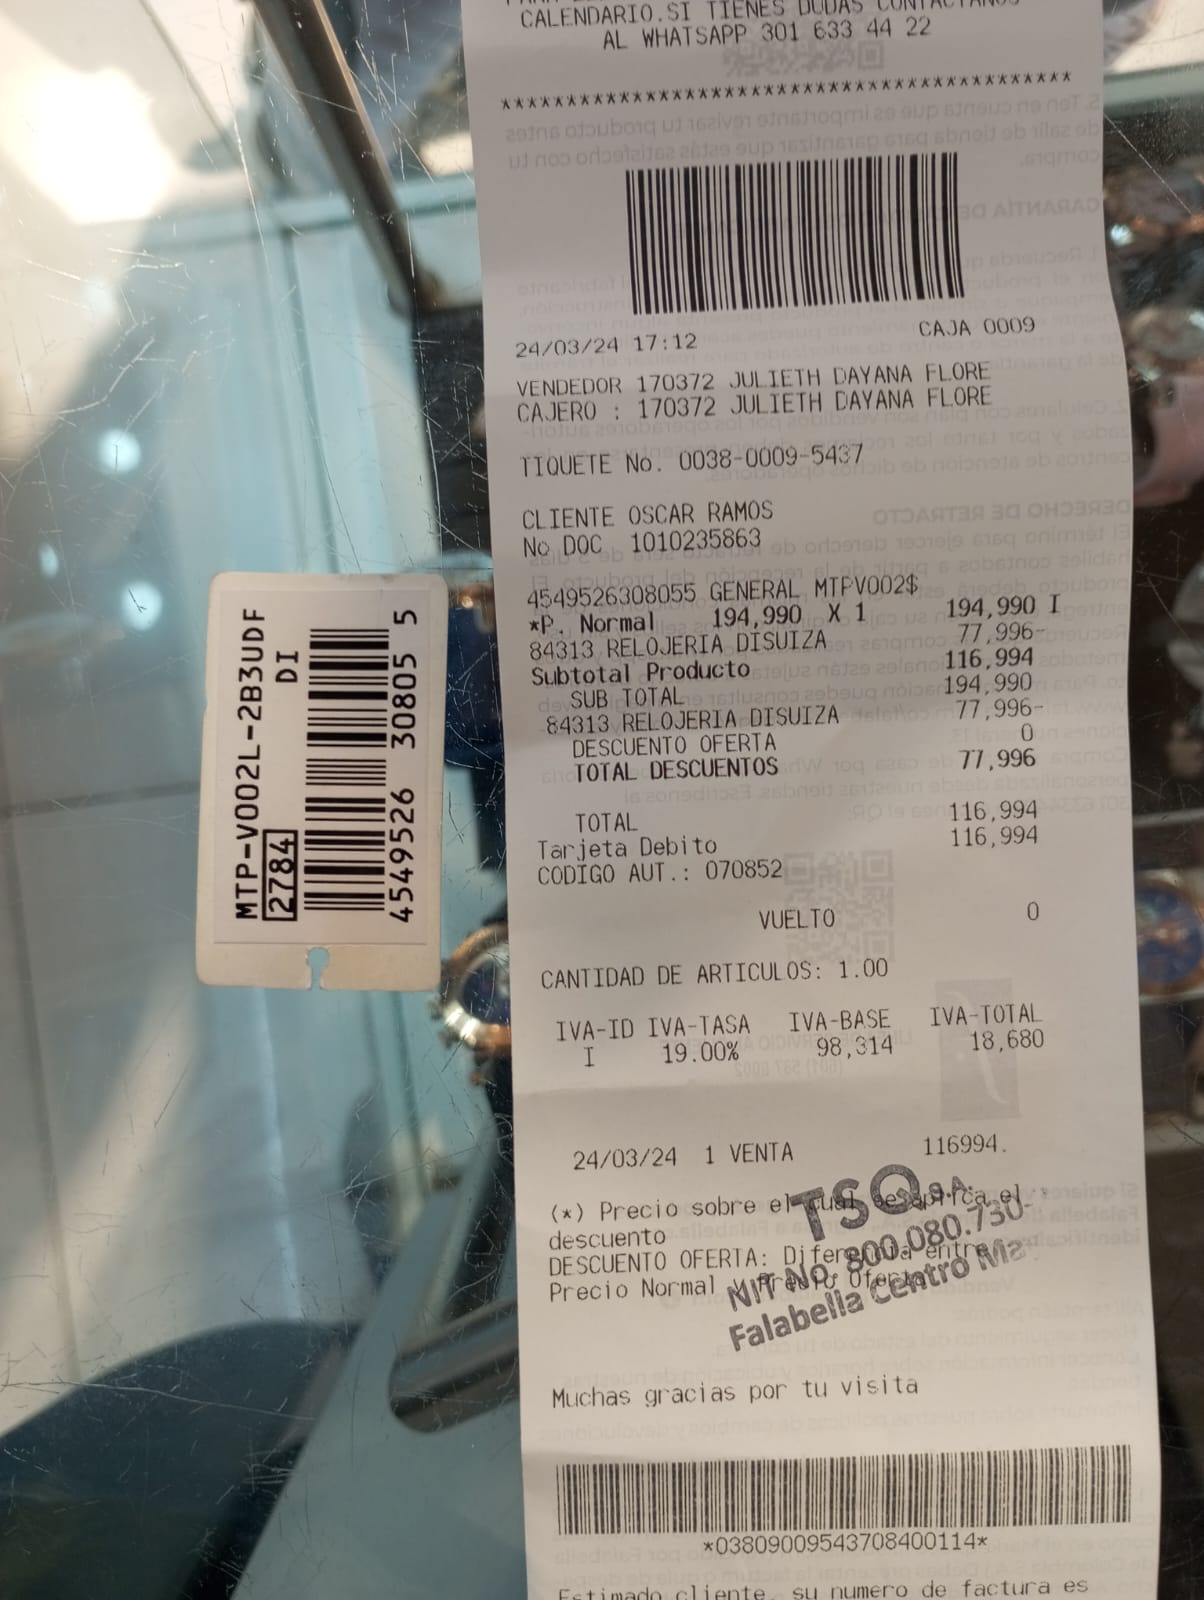 CALENDARIO.SI TIENES DUDAS CONTACTANOS
AL WHATSAPP 301 633 44 22
******************************************
24/03/24 17:12 CAJA 0009
VENDEDOR 170372 JULIETH DAYANA FLORE
CAJERO : 170372 JULIETH DAYANA FLORE
TIQUETE No. 0038-0009-5437
CLIENTE OSCAR RAMOS
No DOC 1010235863
4549526308055 GENERAL MTPV002$
*P. Normal 194,990 X 1 194,990 I
84313 RELOJERIA DISUIZA 77,996-
Subtotal Producto 116,994
SUB TOTAL 194,990
84313 RELOJERIA DISUIZA 77,996-
DESCUENTO OFERTA 0
TOTAL DESCUENTOS 77,996
TOTAL 116,994
Tarjeta Debito 116,994
CODIGO AUT.: 070852
VUELTO 0
CANTIDAD DE ARTICULOS: 1.00
IVA-ID IVA-TASA IVA-BASE IVA-TOTAL
I 19.00% 98,314 18,680
24/03/24 1 VENTA 116994.
(*) Precio sobre el cual se aplica el
descuento
DESCUENTO OFERTA: Diferencia entre
Precio Normal y Precio Oferta
TSQ S.A.
NIT No. 800.080.730-
Falabella Centro Ma
Muchas gracias por tu visita
*03809009543708400114*
Estimado cliente, su numero de factura es
MTP-V002L-2B3UDF
2784 DI
4549526 30805 5